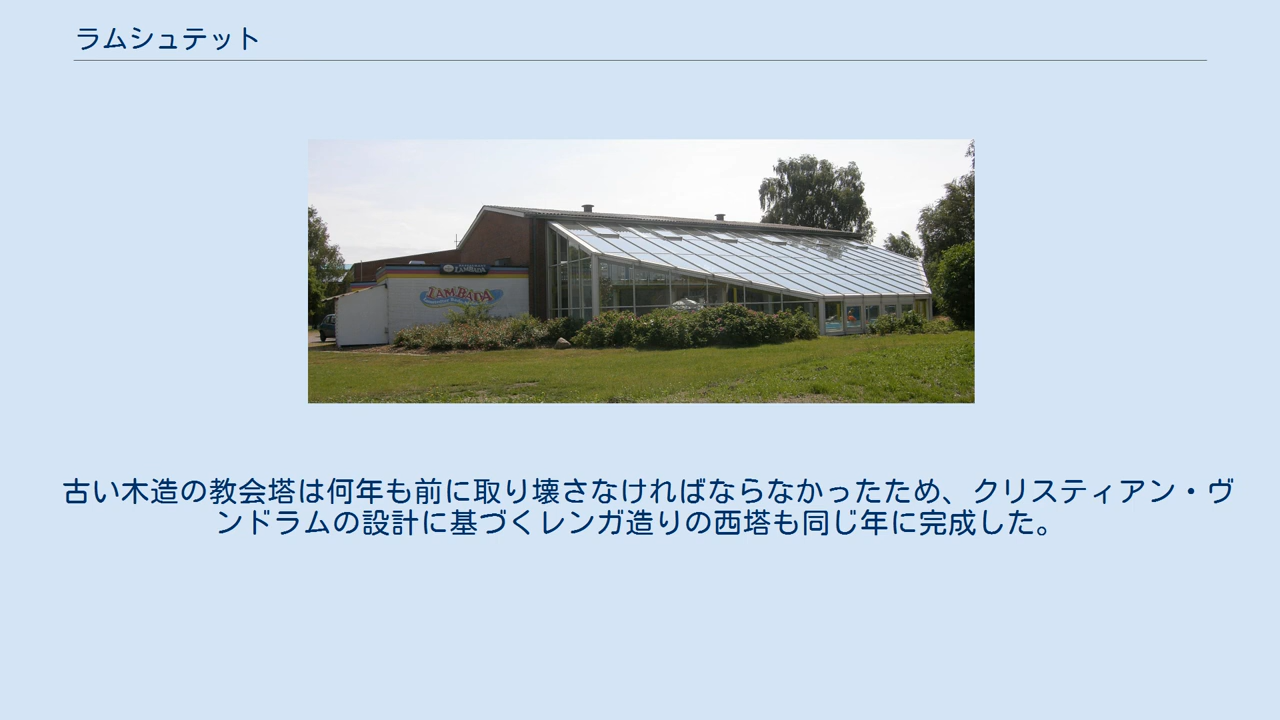 ラムシュテット
LAMBADA
LAMBADA
古い木造の教会塔は何年も前に取り壊さなければならなかったため、クリスティアン・ヴ
ンドラムの設計に基づくレンガ造りの西塔も同じ年に完成した。